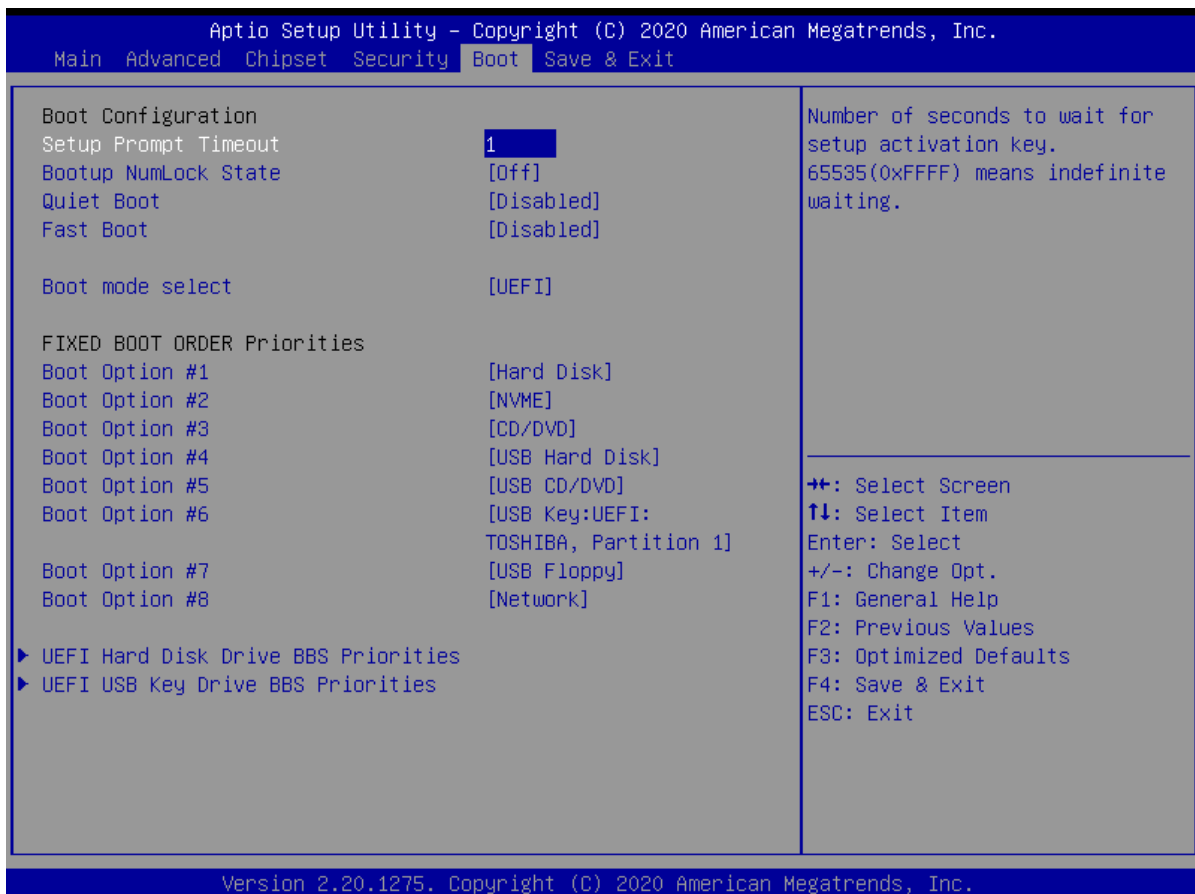 Aptio Setup Utility – Copyright (C) 2020 American Megatrends, Inc.
Main Advanced Chipset Security Boot Save & Exit
Boot Configuration
Setup Prompt Timeout 1
Bootup NumLock State [Off]
Quiet Boot [Disabled]
Fast Boot [Disabled]
Boot mode select [UEFI]
FIXED BOOT ORDER Priorities
Boot Option #1 [Hard Disk]
Boot Option #2 [NVME]
Boot Option #3 [CD/DVD]
Boot Option #4 [USB Hard Disk]
Boot Option #5 [USB CD/DVD]
Boot Option #6 [USB Key:UEFI:
TOSHIBA, Partition 1]
Boot Option #7 [USB Floppy]
Boot Option #8 [Network]
▶ UEFI Hard Disk Drive BBS Priorities
▶ UEFI USB Key Drive BBS Priorities
Number of seconds to wait for
setup activation key.
65535(0xFFFF) means indefinite
waiting.
→←: Select Screen
↑↓: Select Item
Enter: Select
+/-: Change Opt.
F1: General Help
F2: Previous Values
F3: Optimized Defaults
F4: Save & Exit
ESC: Exit
Version 2.20.1275. Copyright (C) 2020 American Megatrends, Inc.